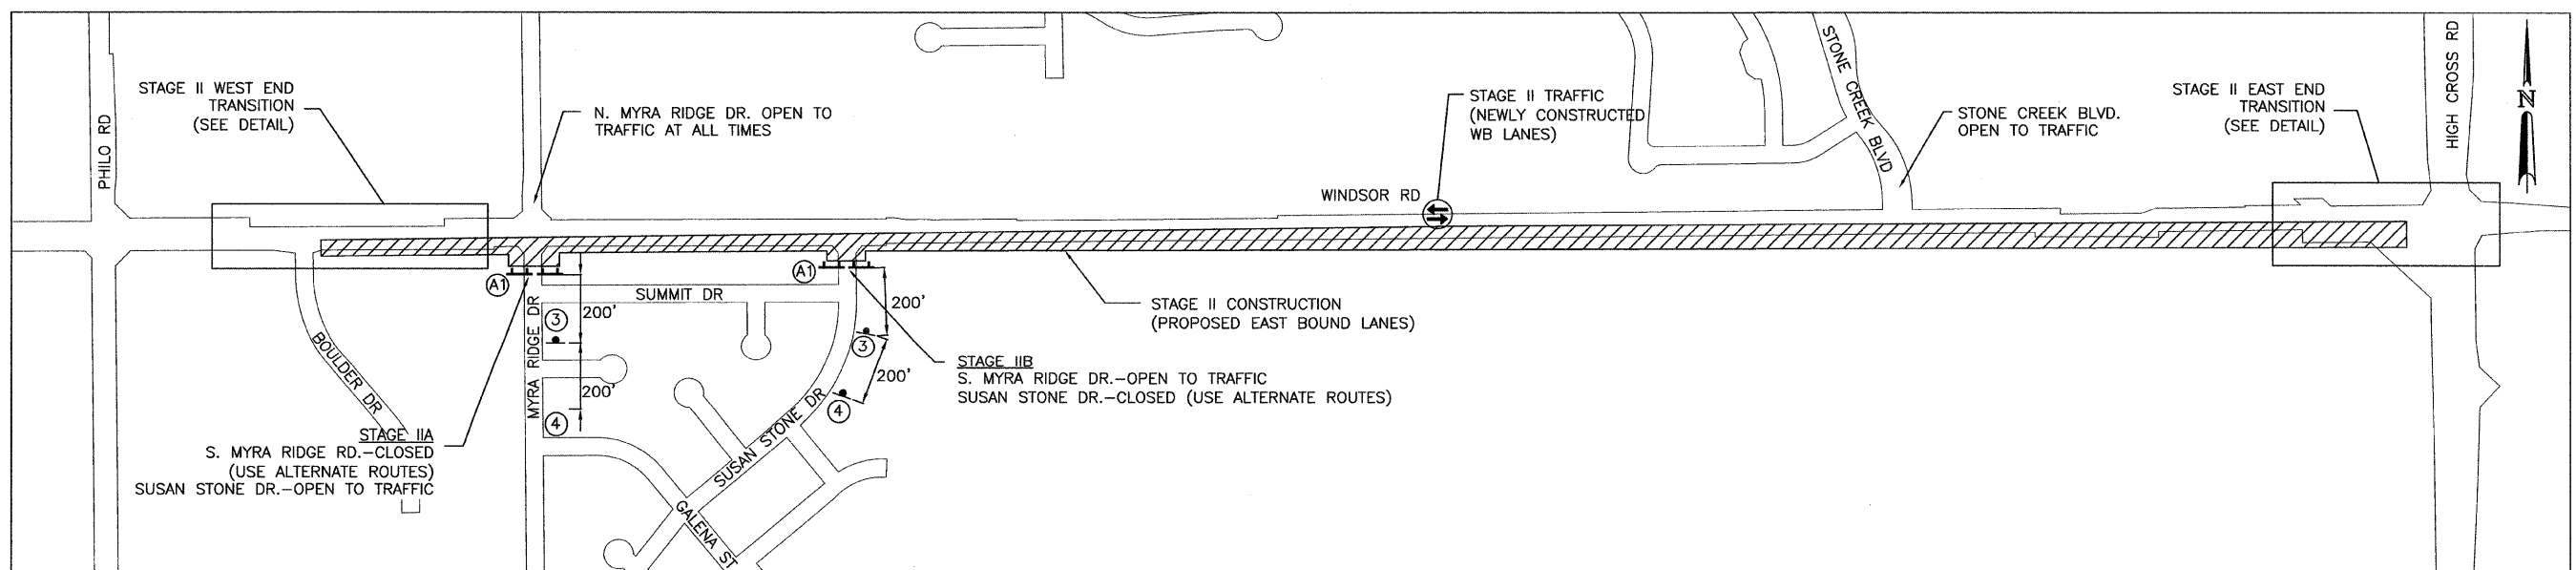 STAGE II WEST END
TRANSITION
(SEE DETAIL)
PHILO RD
N. MYRA RIDGE DR. OPEN TO
TRAFFIC AT ALL TIMES
STAGE II TRAFFIC
(NEWLY CONSTRUCTED
WB LANES)
STONE CREEK BLVD
STONE CREEK BLVD.
OPEN TO TRAFFIC
STAGE II EAST END
TRANSITION
(SEE DETAIL)
HIGH CROSS RD
N
WINDSOR RD
A1
A1
SUMMIT DR
MYRA RIDGE DR
3
200'
200'
4
200'
3
200'
4
BOULDER DR
STAGE II CONSTRUCTION
(PROPOSED EAST BOUND LANES)
STAGE IIB
S. MYRA RIDGE DR.-OPEN TO TRAFFIC
SUSAN STONE DR.-CLOSED (USE ALTERNATE ROUTES)
STAGE IIA
S. MYRA RIDGE RD.-CLOSED
(USE ALTERNATE ROUTES)
SUSAN STONE DR.-OPEN TO TRAFFIC
SUSAN STONE DR
GALENA ST